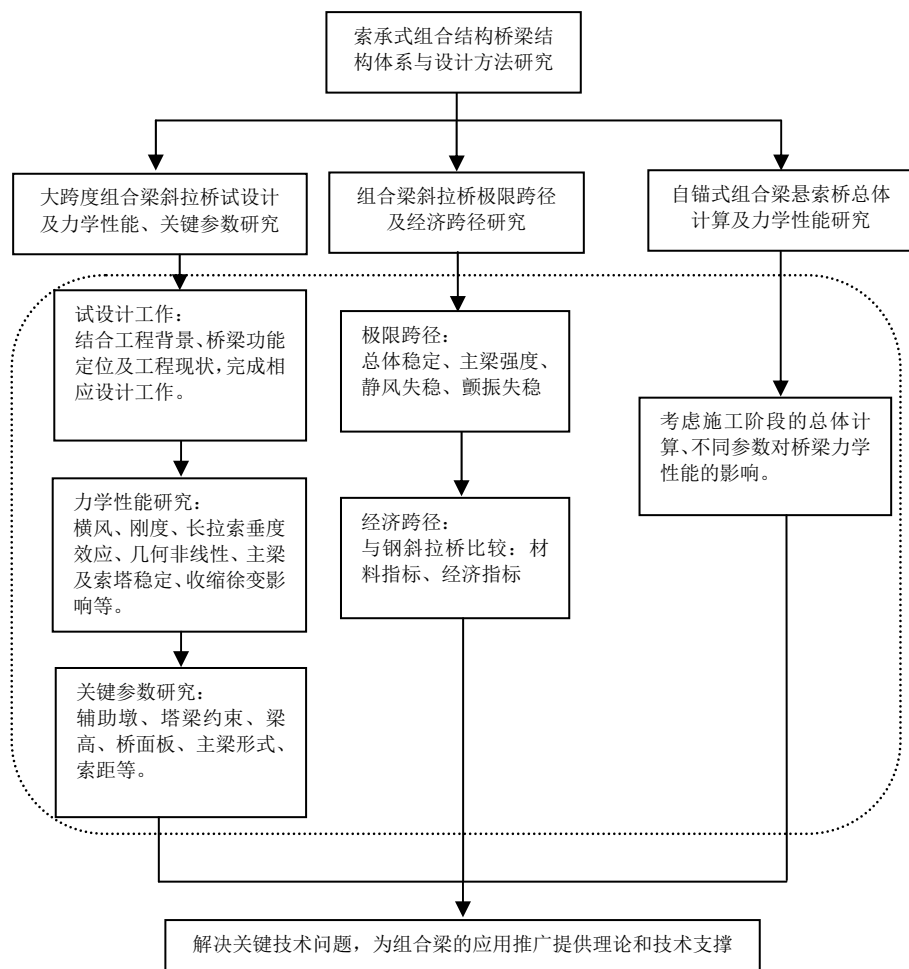 索承式组合结构桥梁结
构体系与设计方法研究
大跨度组合梁斜拉桥试设计
及力学性能、关键参数研究
组合梁斜拉桥极限跨径
及经济跨径研究
自锚式组合梁悬索桥总体
计算及力学性能研究
试设计工作：
结合工程背景、桥梁功能
定位及工程现状，完成相
应设计工作。
力学性能研究：
横风、刚度、长拉索垂度
效应、几何非线性、主梁
及索塔稳定、收缩徐变影
响等。
关键参数研究：
辅助墩、塔梁约束、梁
高、桥面板、主梁形式、
索距等。
极限跨径：
总体稳定、主梁强度、
静风失稳、颤振失稳
经济跨径：
与钢斜拉桥比较：材
料指标、经济指标
考虑施工阶段的总体计
算、不同参数对桥梁力学
性能的影响。
解决关键技术问题，为组合梁的应用推广提供理论和技术支撑